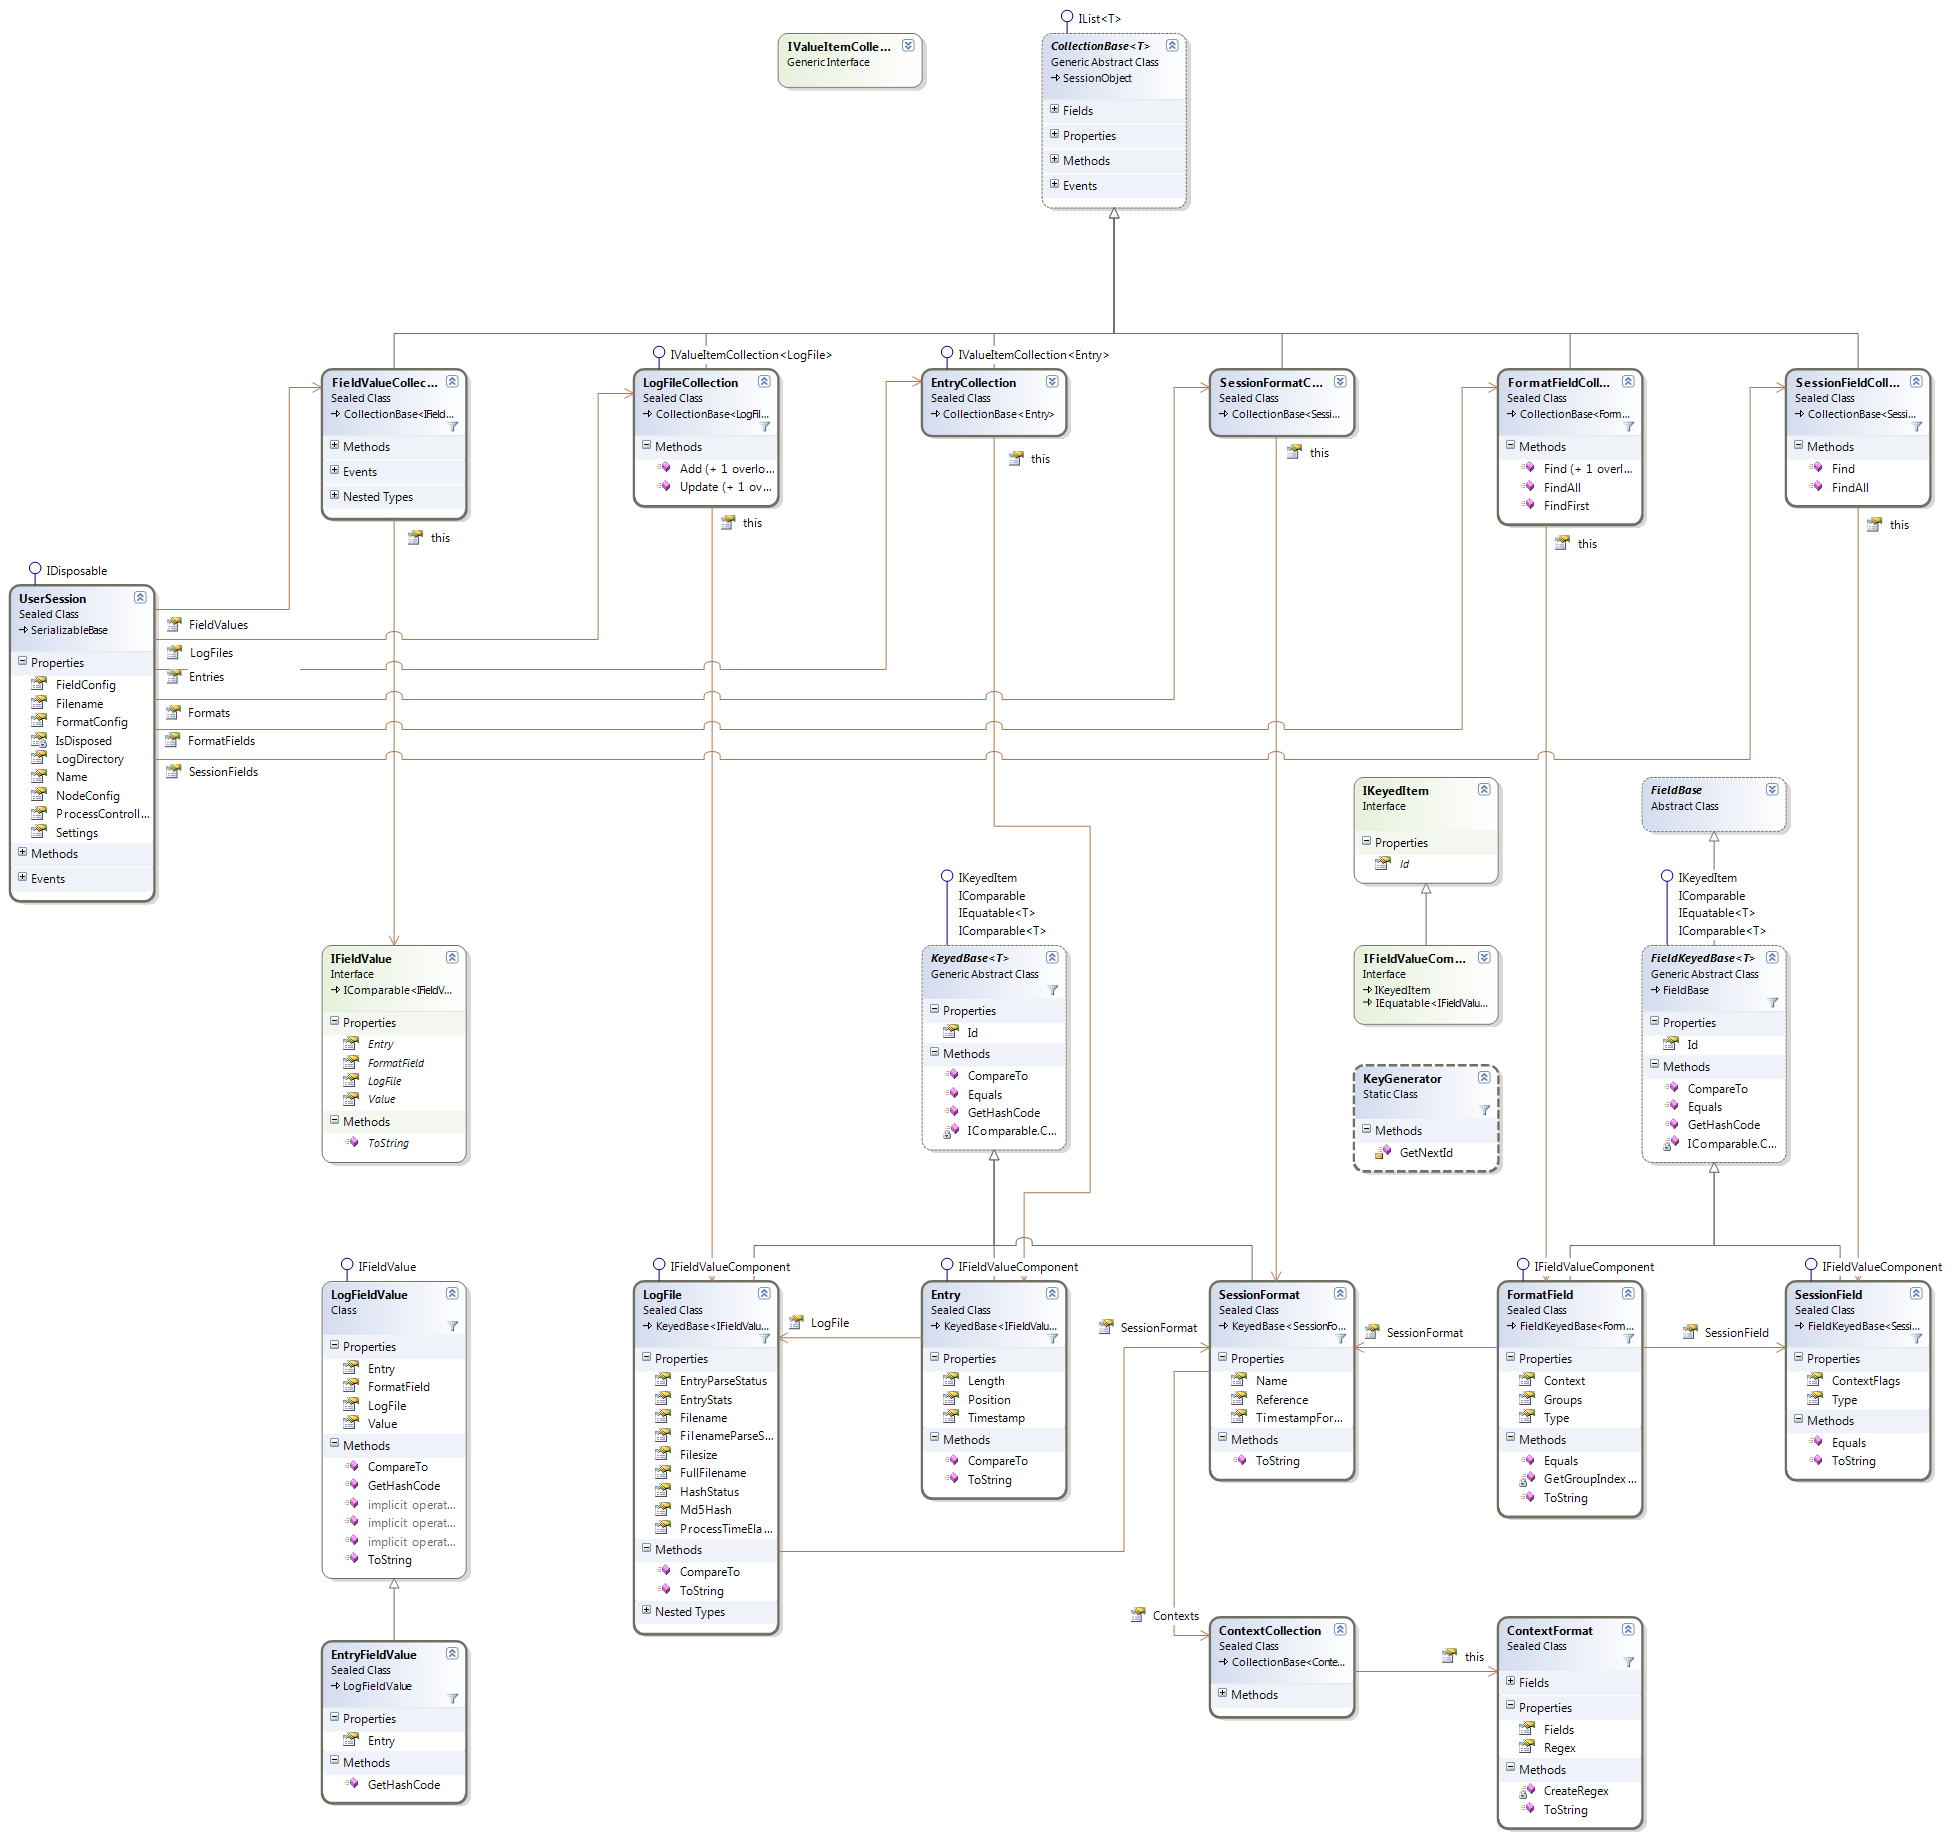 IList<T>
IValueItemColle...
Generic Interface
CollectionBase<T>
Generic Abstract Class
SessionObject
Fields
Properties
Methods
Events
FieldValueCollec...
Sealed Class
CollectionBase<IField...
Methods
Events
Nested Types
this
IValueItemCollection<LogFile>
LogFileCollection
Sealed Class
CollectionBase<LogFil...
Methods
Add (+ 1 overlo...
Update (+ 1 ov...
this
IValueItemCollection<Entry>
EntryCollection
Sealed Class
CollectionBase<Entry>
this
SessionFormatC...
Sealed Class
CollectionBase<Sessi...
this
FormatFieldColl...
Sealed Class
CollectionBase<Form...
Methods
Find (+ 1 overl...
FindAll
FindFirst
this
SessionFieldColl...
Sealed Class
CollectionBase<Sessi...
Methods
Find
FindAll
this
IDisposable
UserSession
Sealed Class
SerializableBase
Properties
FieldConfig
Filename
FormatConfig
IsDisposed
LogDirectory
Name
NodeConfig
ProcessControll...
Settings
Methods
Events
FieldValues
LogFiles
Entries
Formats
FormatFields
SessionFields
IKeyedItem
Interface
Properties
Id
FieldBase
Abstract Class
IFieldValue
Interface
IComparable<IFieldV...
Properties
Entry
FormatField
LogFile
Value
Methods
ToString
IKeyedItem
IComparable
IEquatable<T>
IComparable<T>
KeyedBase<T>
Generic Abstract Class
Properties
Id
Methods
CompareTo
Equals
GetHashCode
IComparable.C...
IFieldValueCom...
Interface
IKeyedItem
IEquatable<IFieldValu...
KeyGenerator
Static Class
Methods
GetNextId
IKeyedItem
IComparable
IEquatable<T>
IComparable<T>
FieldKeyedBase<T>
Generic Abstract Class
FieldBase
Properties
Id
Methods
CompareTo
Equals
GetHashCode
IComparable.C...
IFieldValue
LogFieldValue
Class
Properties
Entry
FormatField
LogFile
Value
Methods
CompareTo
GetHashCode
implicit operat...
implicit operat...
implicit operat...
ToString
IFieldValueComponent
LogFile
Sealed Class
KeyedBase<IFieldValu...
Properties
EntryParseStatus
EntryStats
Filename
FilenameParseS...
Filesize
FullFilename
HashStatus
Md5Hash
ProcessTimeEla...
Methods
CompareTo
ToString
Nested Types
LogFile
IFieldValueComponent
Entry
Sealed Class
KeyedBase<IFieldValu...
Properties
Length
Position
Timestamp
Methods
CompareTo
ToString
SessionFormat
SessionFormat
Sealed Class
KeyedBase<SessionFo...
Properties
Name
Reference
TimestampFor...
Methods
ToString
SessionFormat
IFieldValueComponent
FormatField
Sealed Class
FieldKeyedBase<Form...
Properties
Context
Groups
Type
Methods
Equals
GetGroupIndex...
ToString
SessionField
IFieldValueComponent
SessionField
Sealed Class
FieldKeyedBase<Sessi...
Properties
ContextFlags
Type
Methods
Equals
ToString
EntryFieldValue
Sealed Class
LogFieldValue
Properties
Entry
Methods
GetHashCode
Contexts
ContextCollection
Sealed Class
CollectionBase<Conte...
Methods
this
ContextFormat
Sealed Class
Fields
Properties
Fields
Regex
Methods
CreateRegex
ToString